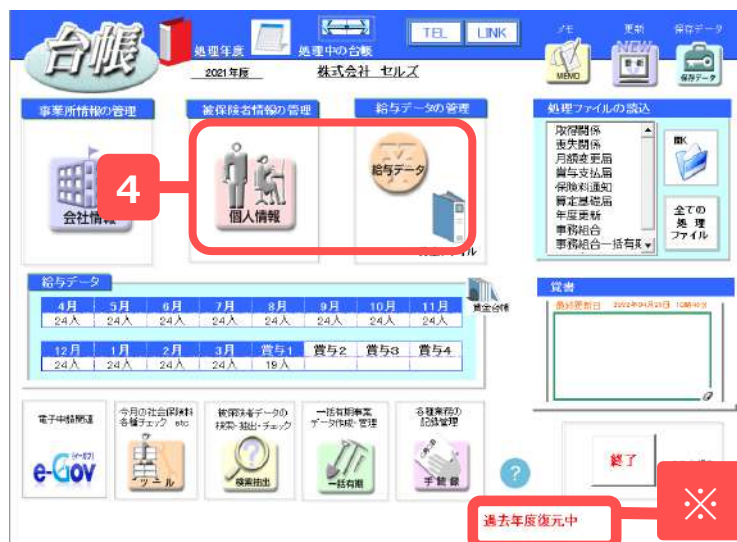 台帳
処理年度
処理中の台帳
TEL
LINK
メモ
更新
保存データ
2021年度
株式会社 セルズ
MEMO
NEW
更新
保存データ
事業所情報の管理
被保険者情報の管理
給与データの管理
処理ファイルの読込
会社情報
4
個人情報
給与データ
取得関係
喪失関係
月額変更届
賞与支払届
保険料通知
算定基礎届
年度更新
事務組合
事務組合一括有期
開く
全ての
処 理
ファイル
給与データ
賃金台帳
4月 5月 6月 7月 8月 9月 10月 11月
24人 24人 24人 24人 24人 24人 24人 24人
12月 1月 2月 3月 賞与1 賞与2 賞与3 賞与4
24人 24人 24人 24人 19人
覚書
最終更新日
電子申請関連
e-Gov
今月の社会保険料
各種チェック etc
ツール
被保険者データの
検索・抽出・チェック
検索抽出
一括有期事業
データ作成・管理
一括有期
各種業務の
記録管理
手続録
?
終了
過去年度復元中
※